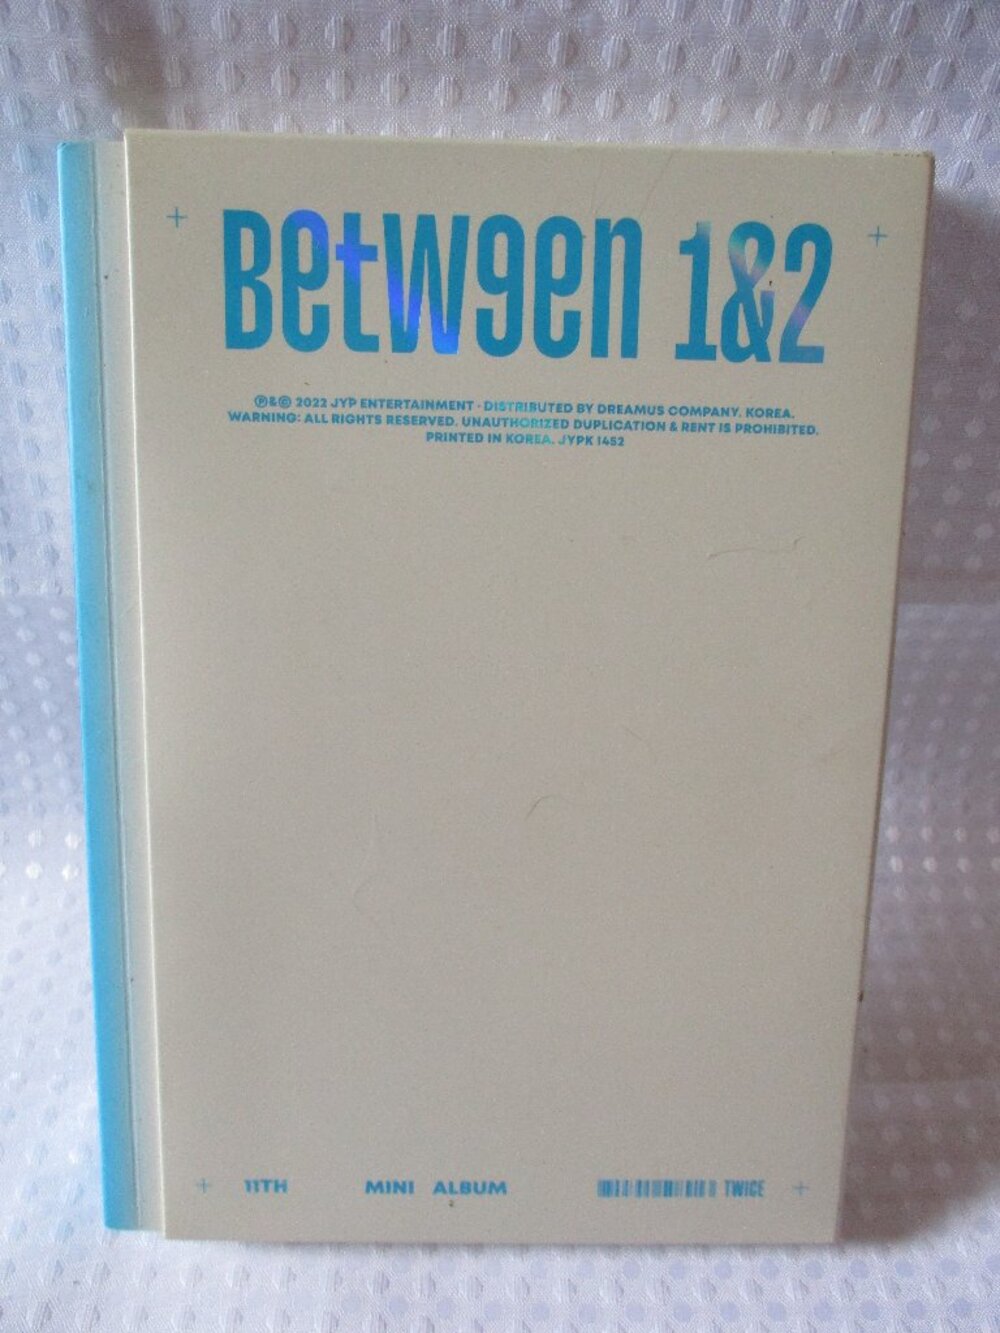 Between 1&2
℗&© 2022 JYP ENTERTAINMENT · DISTRIBUTED BY DREAMUS COMPANY. KOREA.
WARNING: ALL RIGHTS RESERVED. UNAUTHORIZED DUPLICATION & RENT IS PROHIBITED.
PRINTED IN KOREA. JYPK 1452
11TH MINI ALBUM TWICE